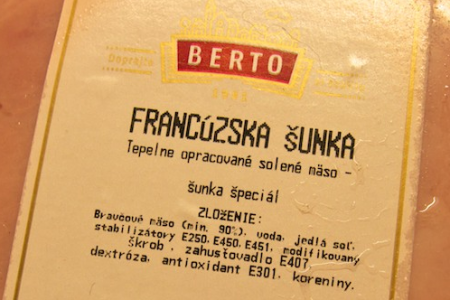 Doprajte
BERTO
FRANCÚZSKA ŠUNKA
Tepelne opracované solené mäso -
šunka špeciál
ZLOŽENIE:
Bravčové mäso (min. 90%), voda, jedlá soľ,
stabilizátory E250, E450, E451, modifikovaný
škrob , zahusťovadlo E407
dextróza, antioxidant E301, koreniny.